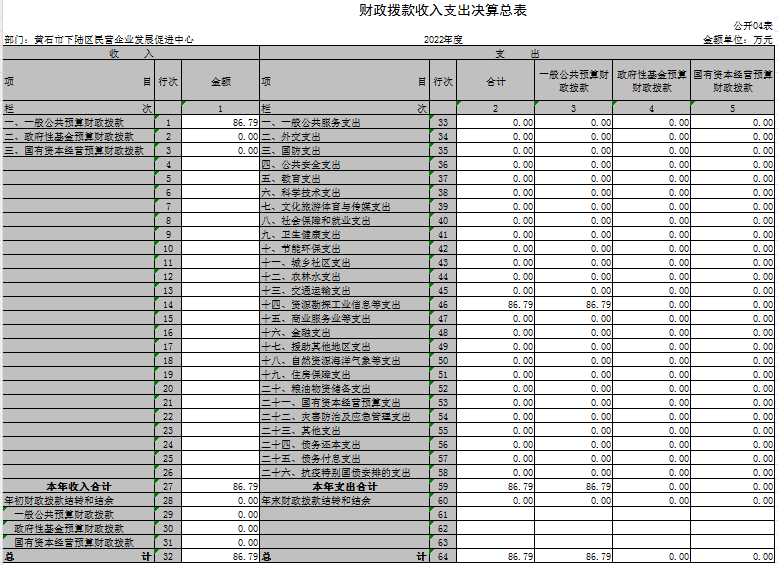 财政拨款收入支出决算总表
公开04表
部门：黄石市下陆区民营企业发展促进中心 2022年度 金额单位：万元
收 入 支 出
项 目 行次 金额 项 目 行次 合计 一般公共预算财政拨款 政府性基金预算财政拨款 国有资本经营预算财政拨款
栏 次 1 栏 次 2 3 4 5
一、一般公共预算财政拨款 1 86.79 一、一般公共服务支出 33 0.00 0.00 0.00 0.00
二、政府性基金预算财政拨款 2 0.00 二、外交支出 34 0.00 0.00 0.00 0.00
三、国有资本经营预算财政拨款 3 0.00 三、国防支出 35 0.00 0.00 0.00 0.00
4 四、公共安全支出 36 0.00 0.00 0.00 0.00
5 五、教育支出 37 0.00 0.00 0.00 0.00
6 六、科学技术支出 38 0.00 0.00 0.00 0.00
7 七、文化旅游体育与传媒支出 39 0.00 0.00 0.00 0.00
8 八、社会保障和就业支出 40 0.00 0.00 0.00 0.00
9 九、卫生健康支出 41 0.00 0.00 0.00 0.00
10 十、节能环保支出 42 0.00 0.00 0.00 0.00
11 十一、城乡社区支出 43 0.00 0.00 0.00 0.00
12 十二、农林水支出 44 0.00 0.00 0.00 0.00
13 十三、交通运输支出 45 0.00 0.00 0.00 0.00
14 十四、资源勘探工业信息等支出 46 86.79 86.79 0.00 0.00
15 十五、商业服务业等支出 47 0.00 0.00 0.00 0.00
16 十六、金融支出 48 0.00 0.00 0.00 0.00
17 十七、援助其他地区支出 49 0.00 0.00 0.00 0.00
18 十八、自然资源海洋气象等支出 50 0.00 0.00 0.00 0.00
19 十九、住房保障支出 51 0.00 0.00 0.00 0.00
20 二十、粮油物资储备支出 52 0.00 0.00 0.00 0.00
21 二十一、国有资本经营预算支出 53 0.00 0.00 0.00 0.00
22 二十二、灾害防治及应急管理支出 54 0.00 0.00 0.00 0.00
23 二十三、其他支出 55 0.00 0.00 0.00 0.00
24 二十四、债务还本支出 56 0.00 0.00 0.00 0.00
25 二十五、债务付息支出 57 0.00 0.00 0.00 0.00
26 二十六、抗疫特别国债安排的支出 58 0.00 0.00 0.00 0.00
本年收入合计 27 86.79 本年支出合计 59 86.79 86.79 0.00 0.00
年初财政拨款结转和结余 28 0.00 年末财政拨款结转和结余 60 0.00 0.00 0.00 0.00
一般公共预算财政拨款 29 0.00 61
政府性基金预算财政拨款 30 0.00 62
国有资本经营预算财政拨款 31 0.00 63
总 计 32 86.79 总 计 64 86.79 86.79 0.00 0.00